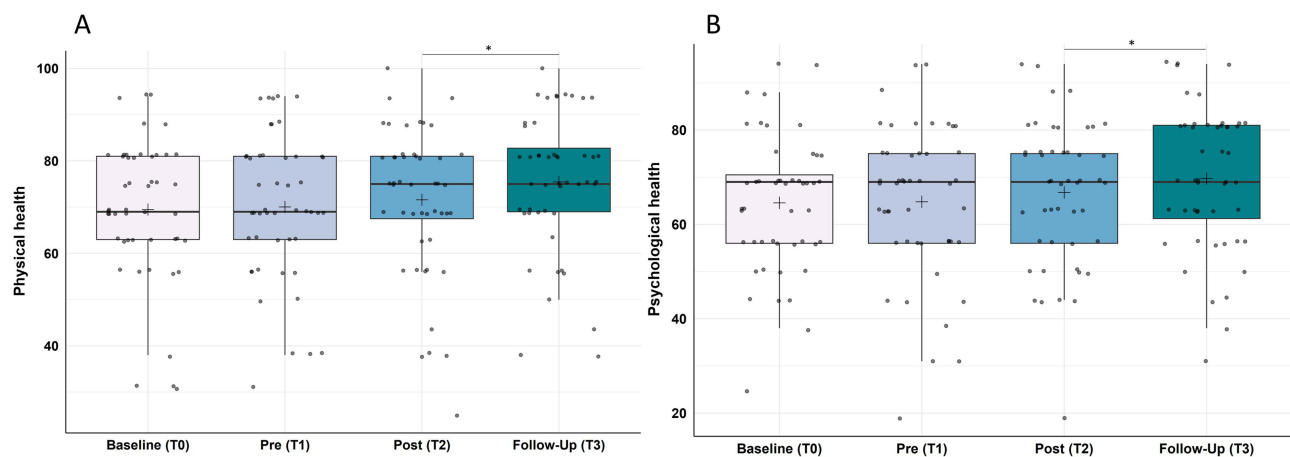 A
*
Physical health
100
80
60
40
Baseline (T0) Pre (T1) Post (T2) Follow-Up (T3)
B
*
Psychological health
80
60
40
20
Baseline (T0) Pre (T1) Post (T2) Follow-Up (T3)